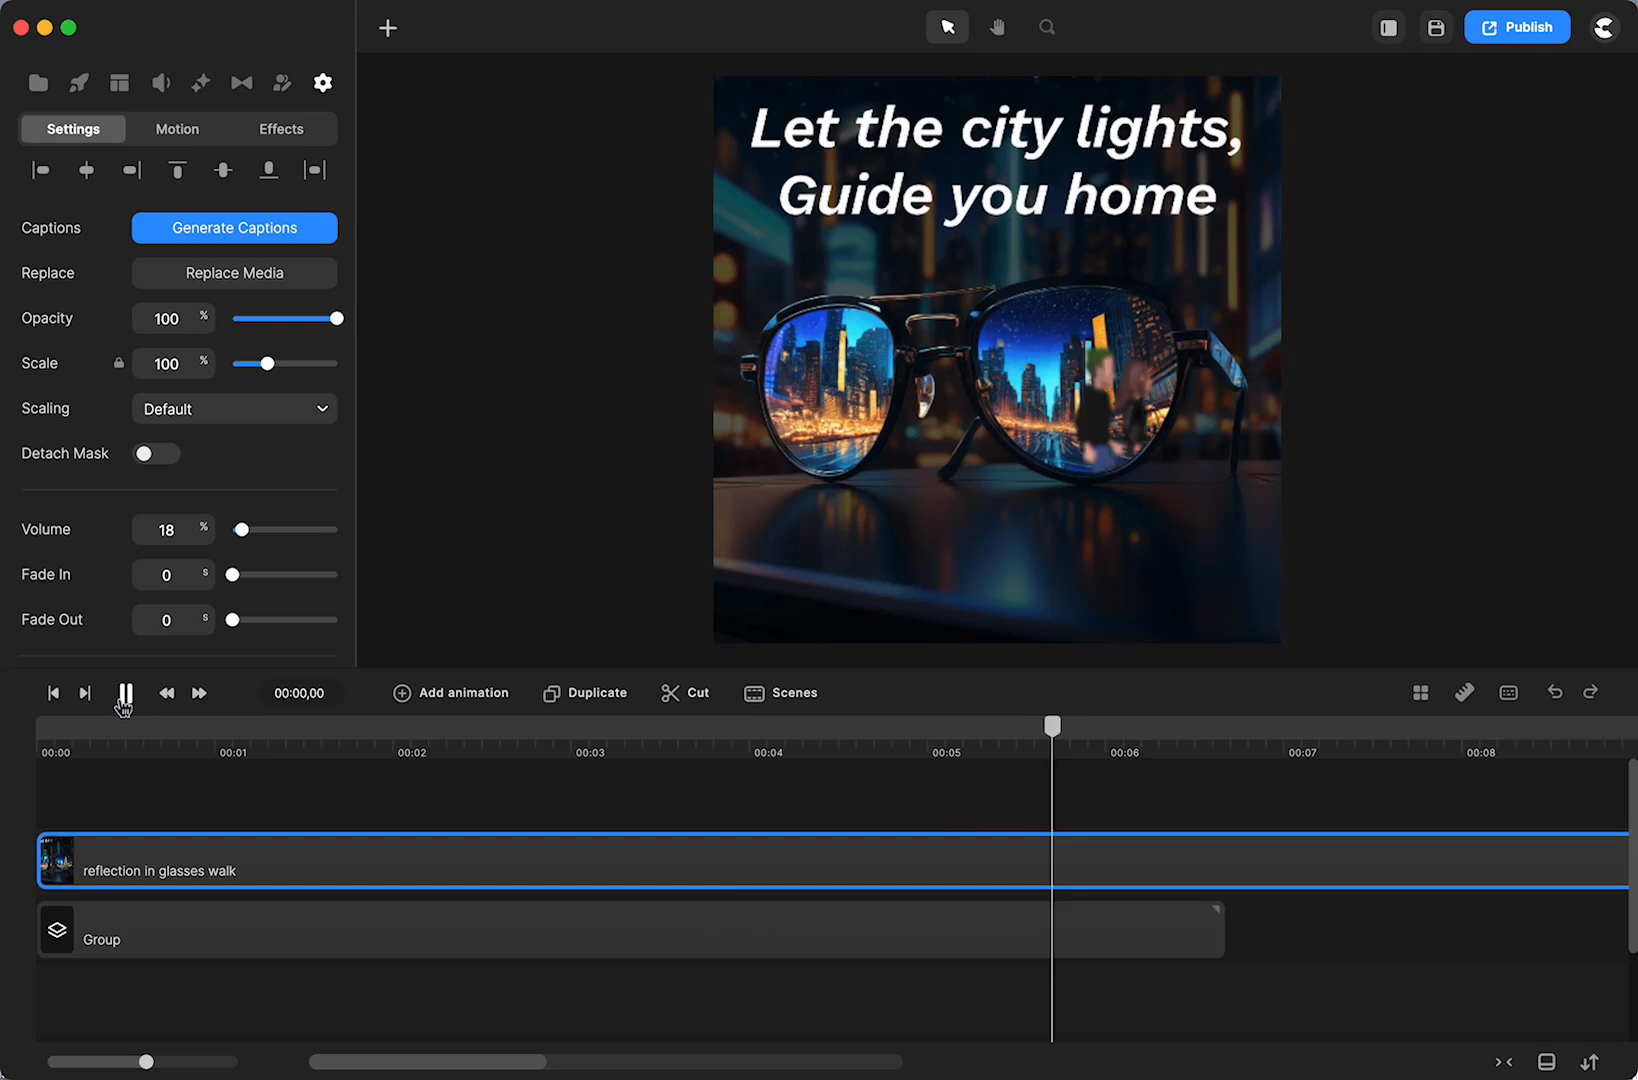 Publish
Settings
Motion
Effects
Let the city lights,
Guide you home
Captions
Generate Captions
Replace
Replace Media
Opacity
100 %
Scale
100 %
Scaling
Default
Detach Mask
Volume
18 %
Fade In
0 s
Fade Out
0 s
00:00,00
Add animation
Duplicate
Cut
Scenes
00:00
00:01
00:02
00:03
00:04
00:05
00:06
00:07
00:08
reflection in glasses walk
Group